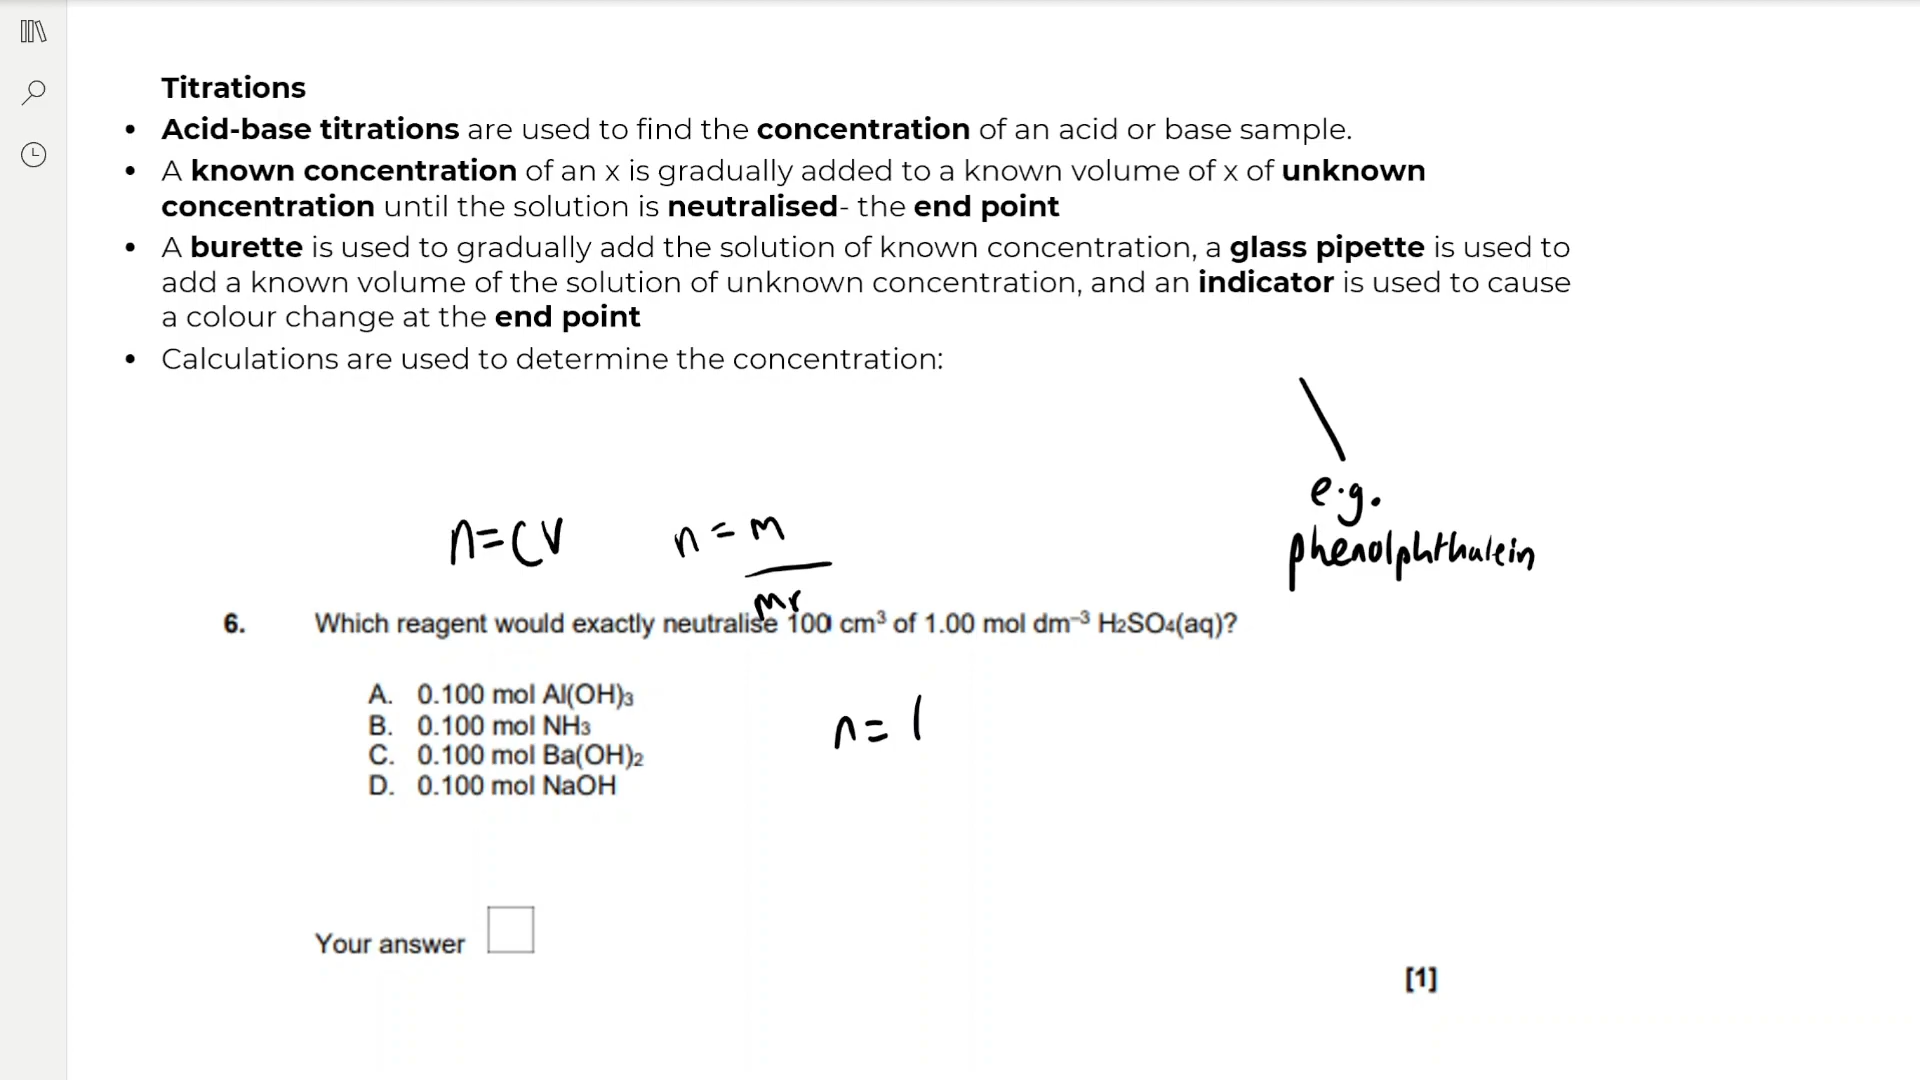 Titrations
• Acid-base titrations are used to find the concentration of an acid or base sample.
• A known concentration of an x is gradually added to a known volume of x of unknown
concentration until the solution is neutralised- the end point
• A burette is used to gradually add the solution of known concentration, a glass pipette is used to
add a known volume of the solution of unknown concentration, and an indicator is used to cause
a colour change at the end point
• Calculations are used to determine the concentration:
e.g.
phenolphthalein
n=CV
n=m
Mr
6. Which reagent would exactly neutralise 100 cm³ of 1.00 mol dm⁻³ H₂SO₄(aq)?
A. 0.100 mol Al(OH)₃
B. 0.100 mol NH₃
C. 0.100 mol Ba(OH)₂
D. 0.100 mol NaOH
n= 1
Your answer
[1]